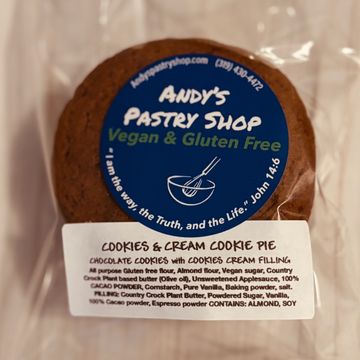 Andyspastryshop.com (319) 430-4472
ANDY'S
PASTRY SHOP
Vegan & Gluten Free
"I am the way, the Truth, and the Life." John 14:6
COOKIES & CREAM COOKIE PIE
CHOCOLATE COOKIES with COOKIES CREAM FILLING
All purpose Gluten free flour, Almond flour, Vegan sugar, Country
Crock Plant based butter (Olive oil), Unsweetened Applesauce, 100%
CACAO POWDER, Cornstarch, Pure Vanilla, Baking powder, salt.
FILLING: Country Crock Plant Butter, Powdered Sugar, Vanilla,
100% Cacao powder, Espresso powder CONTAINS: ALMOND, SOY